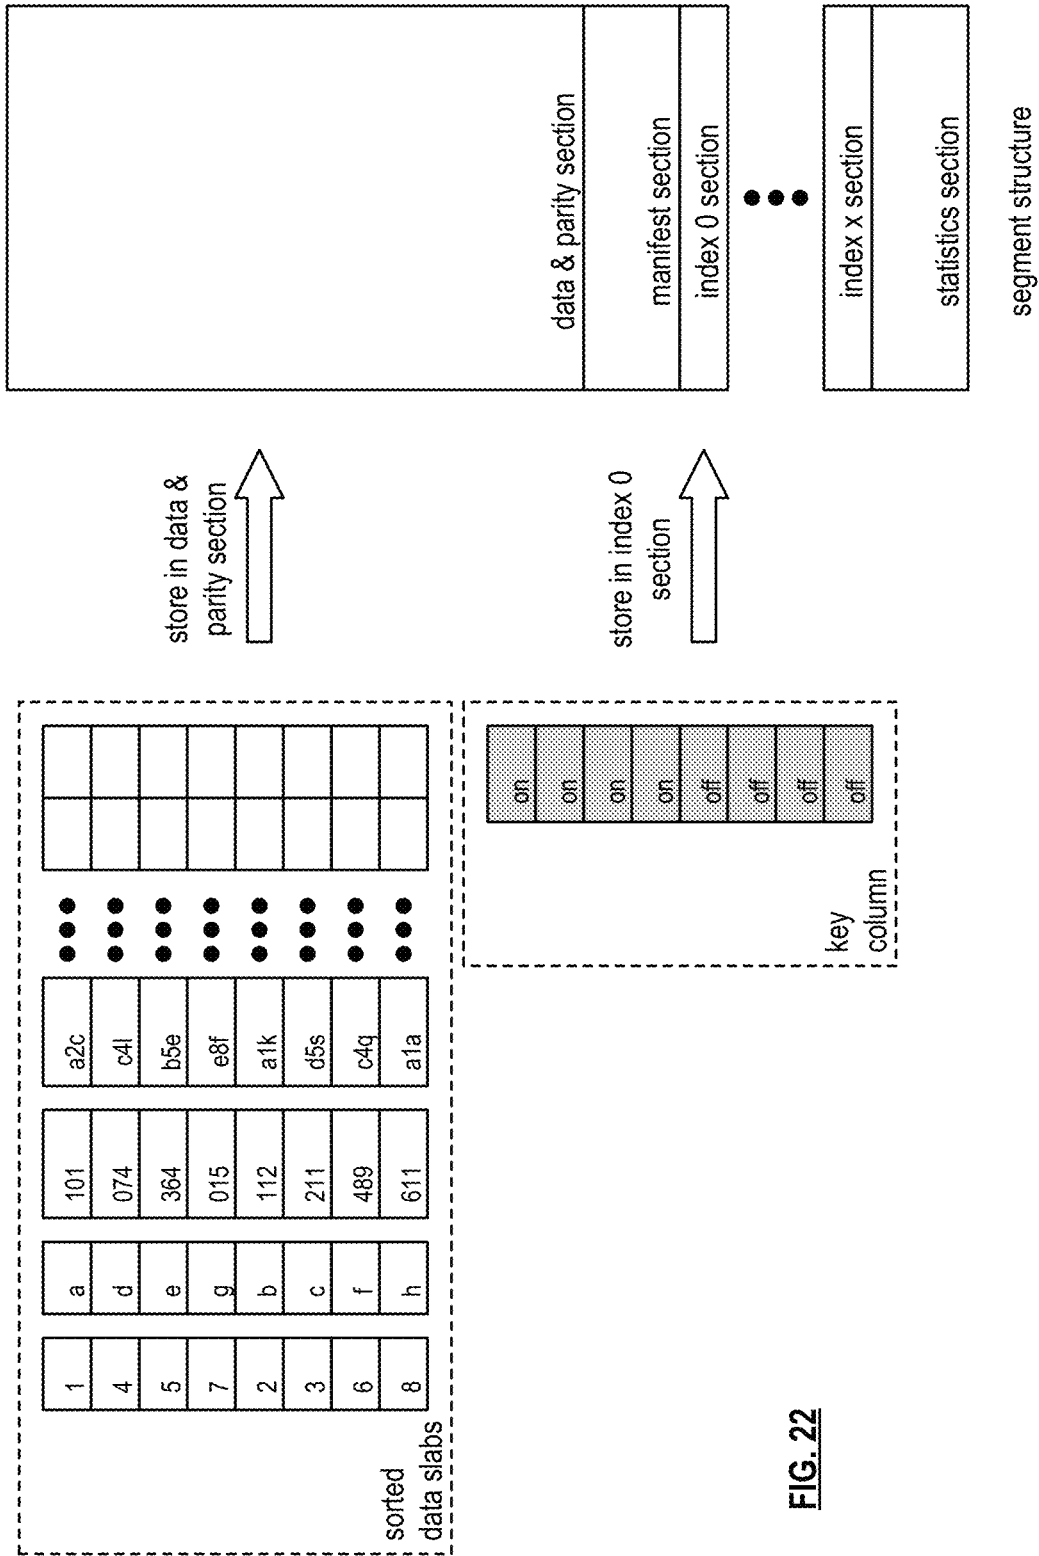 1 a 101 a2c
4 d 074 c4l
5 e 364 b5e
7 g 015 e8f
2 b 112 a1k
3 c 211 d5s
6 f 489 c4q
8 h 611 a1a
sorted
data slabs
store in data &
parity section
data & parity section
manifest section
index 0 section
index x section
statistics section
segment structure
on
on
on
on
off
off
off
off
key
column
store in index 0
section
FIG. 22